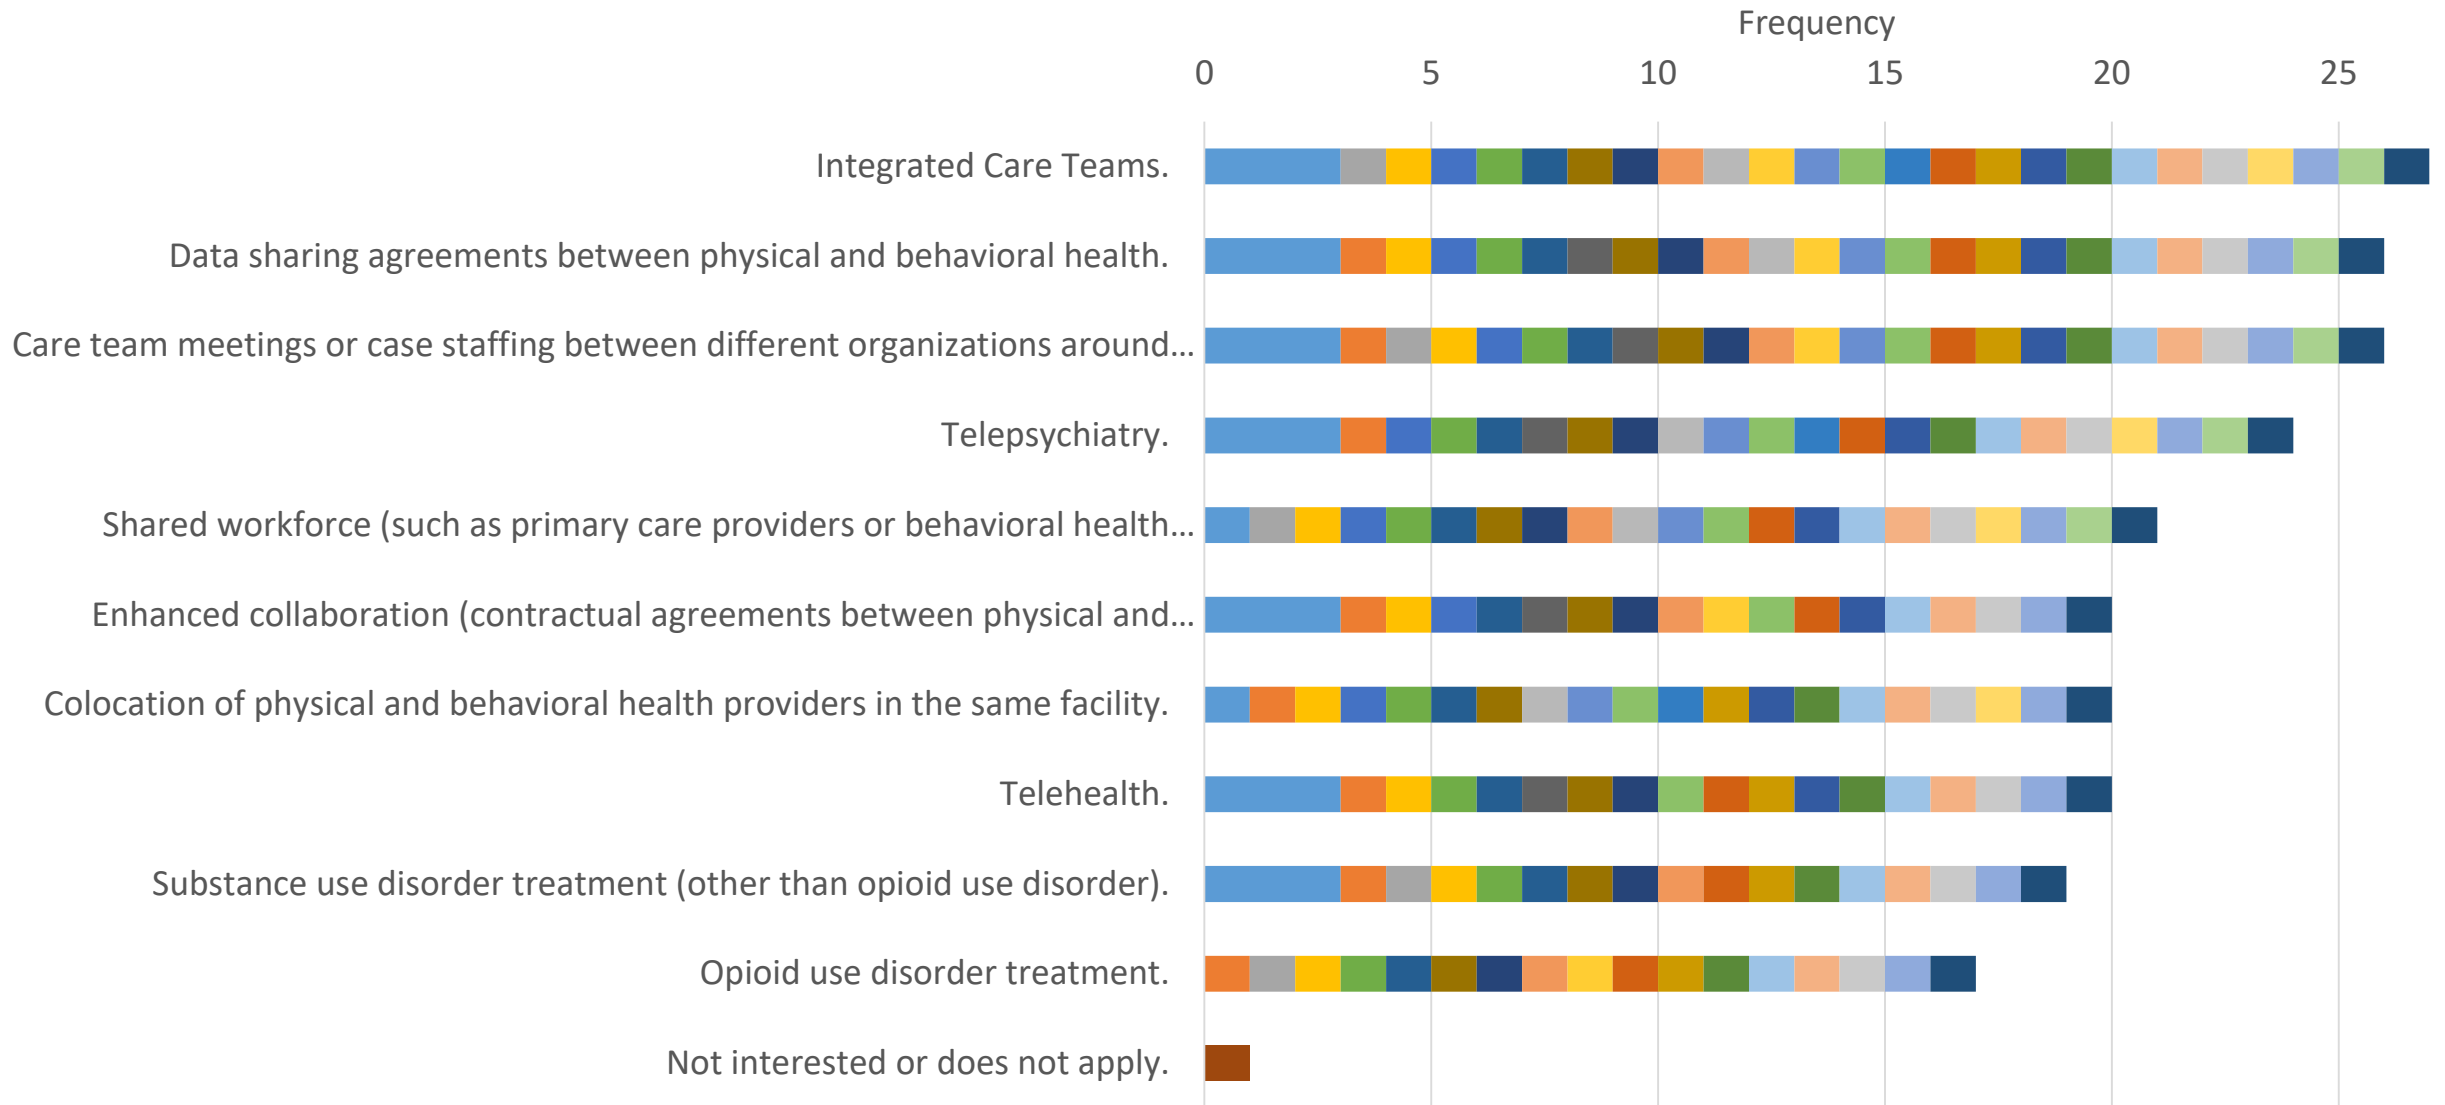 Frequency
0 5 10 15 20 25
Integrated Care Teams.
Data sharing agreements between physical and behavioral health.
Care team meetings or case staffing between different organizations around...
Telepsychiatry.
Shared workforce (such as primary care providers or behavioral health...
Enhanced collaboration (contractual agreements between physical and...
Colocation of physical and behavioral health providers in the same facility.
Telehealth.
Substance use disorder treatment (other than opioid use disorder).
Opioid use disorder treatment.
Not interested or does not apply.